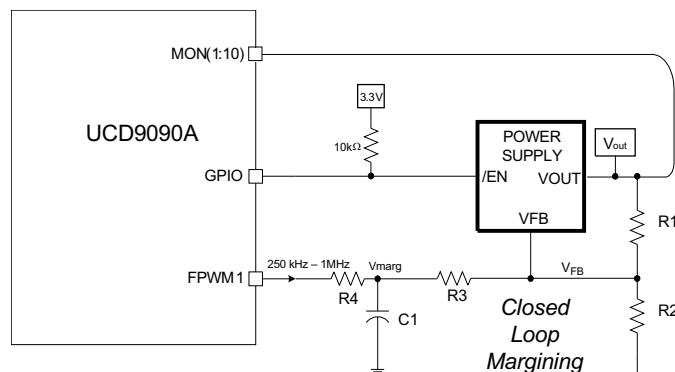 MON(1:10)
3.3V
UCD9090A
10kΩ
POWER
SUPPLY
Vout
GPIO
/EN
VOUT
R1
VFB
FPWM1
250 kHz – 1MHz
Vmarg
VFB
R4
R3
R2
C1
Closed
Loop
Margining